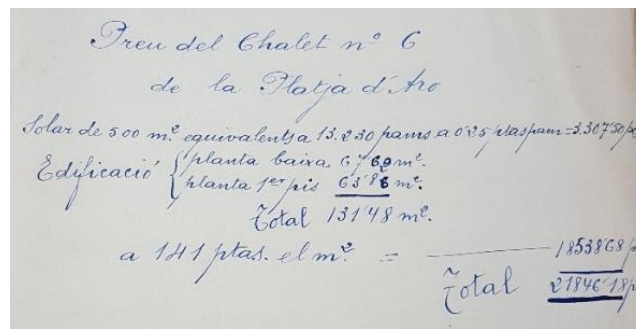 Preu del Chalet nº 6
de la Platja d'Aro
Solar de 500 m². equivalents a 13.230 pams a 0'25 ptas pam = 3.307'50 p
Edificació { planta baixa 67'62 m².
planta 1er pis 63'86 m².
Total 131'48 m².
a 141 ptas. el m². = 18538'68 p
Total 21846'18 p